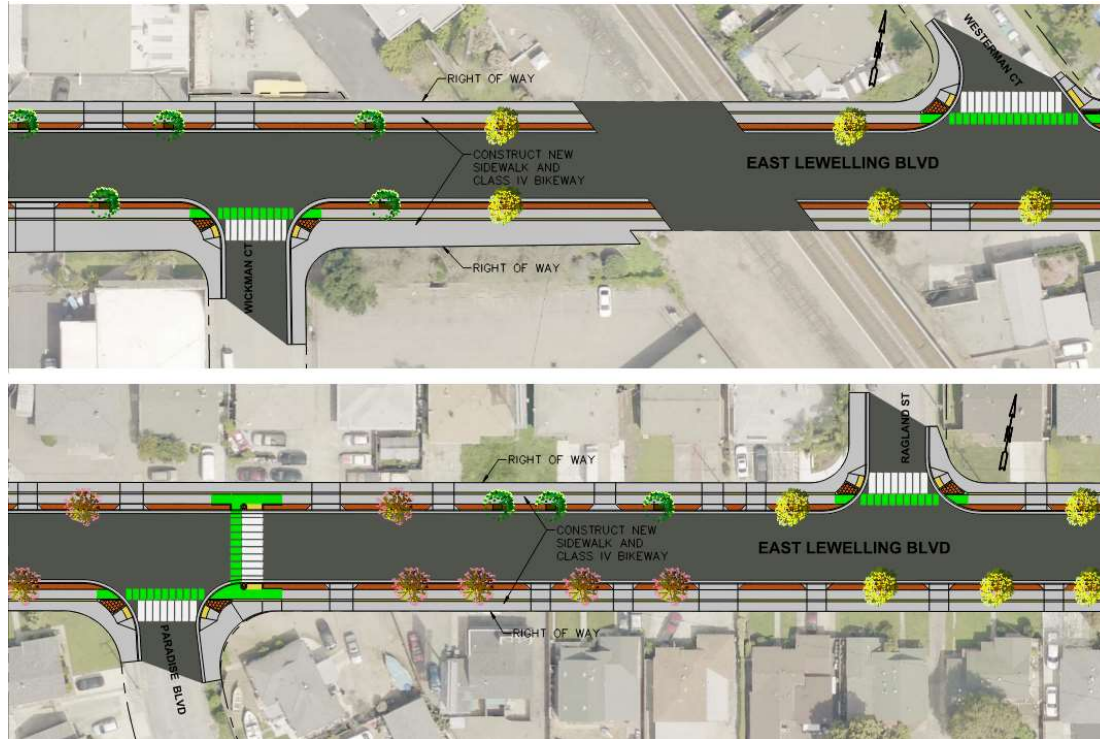 WESTERMAN CT
RIGHT OF WAY
CONSTRUCT NEW
SIDEWALK AND
CLASS IV BIKEWAY
EAST LEWELLING BLVD
WICKMAN CT
RIGHT OF WAY
RAGLAND ST
RIGHT OF WAY
CONSTRUCT NEW
SIDEWALK AND
CLASS IV BIKEWAY
EAST LEWELLING BLVD
PARADISE BLVD
RIGHT OF WAY